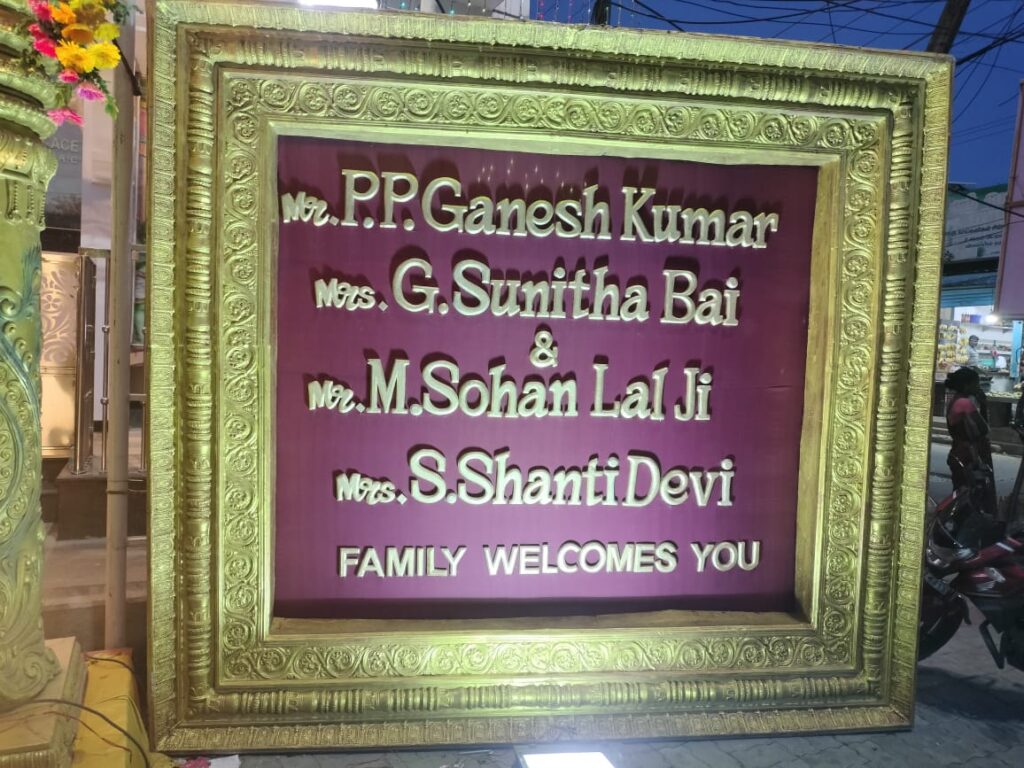 Mr. P.P. Ganesh Kumar
Mrs. G. Sunitha Bai
&
Mr. M. Sohan Lal Ji
Mrs. S. Shanti Devi
FAMILY WELCOMES YOU